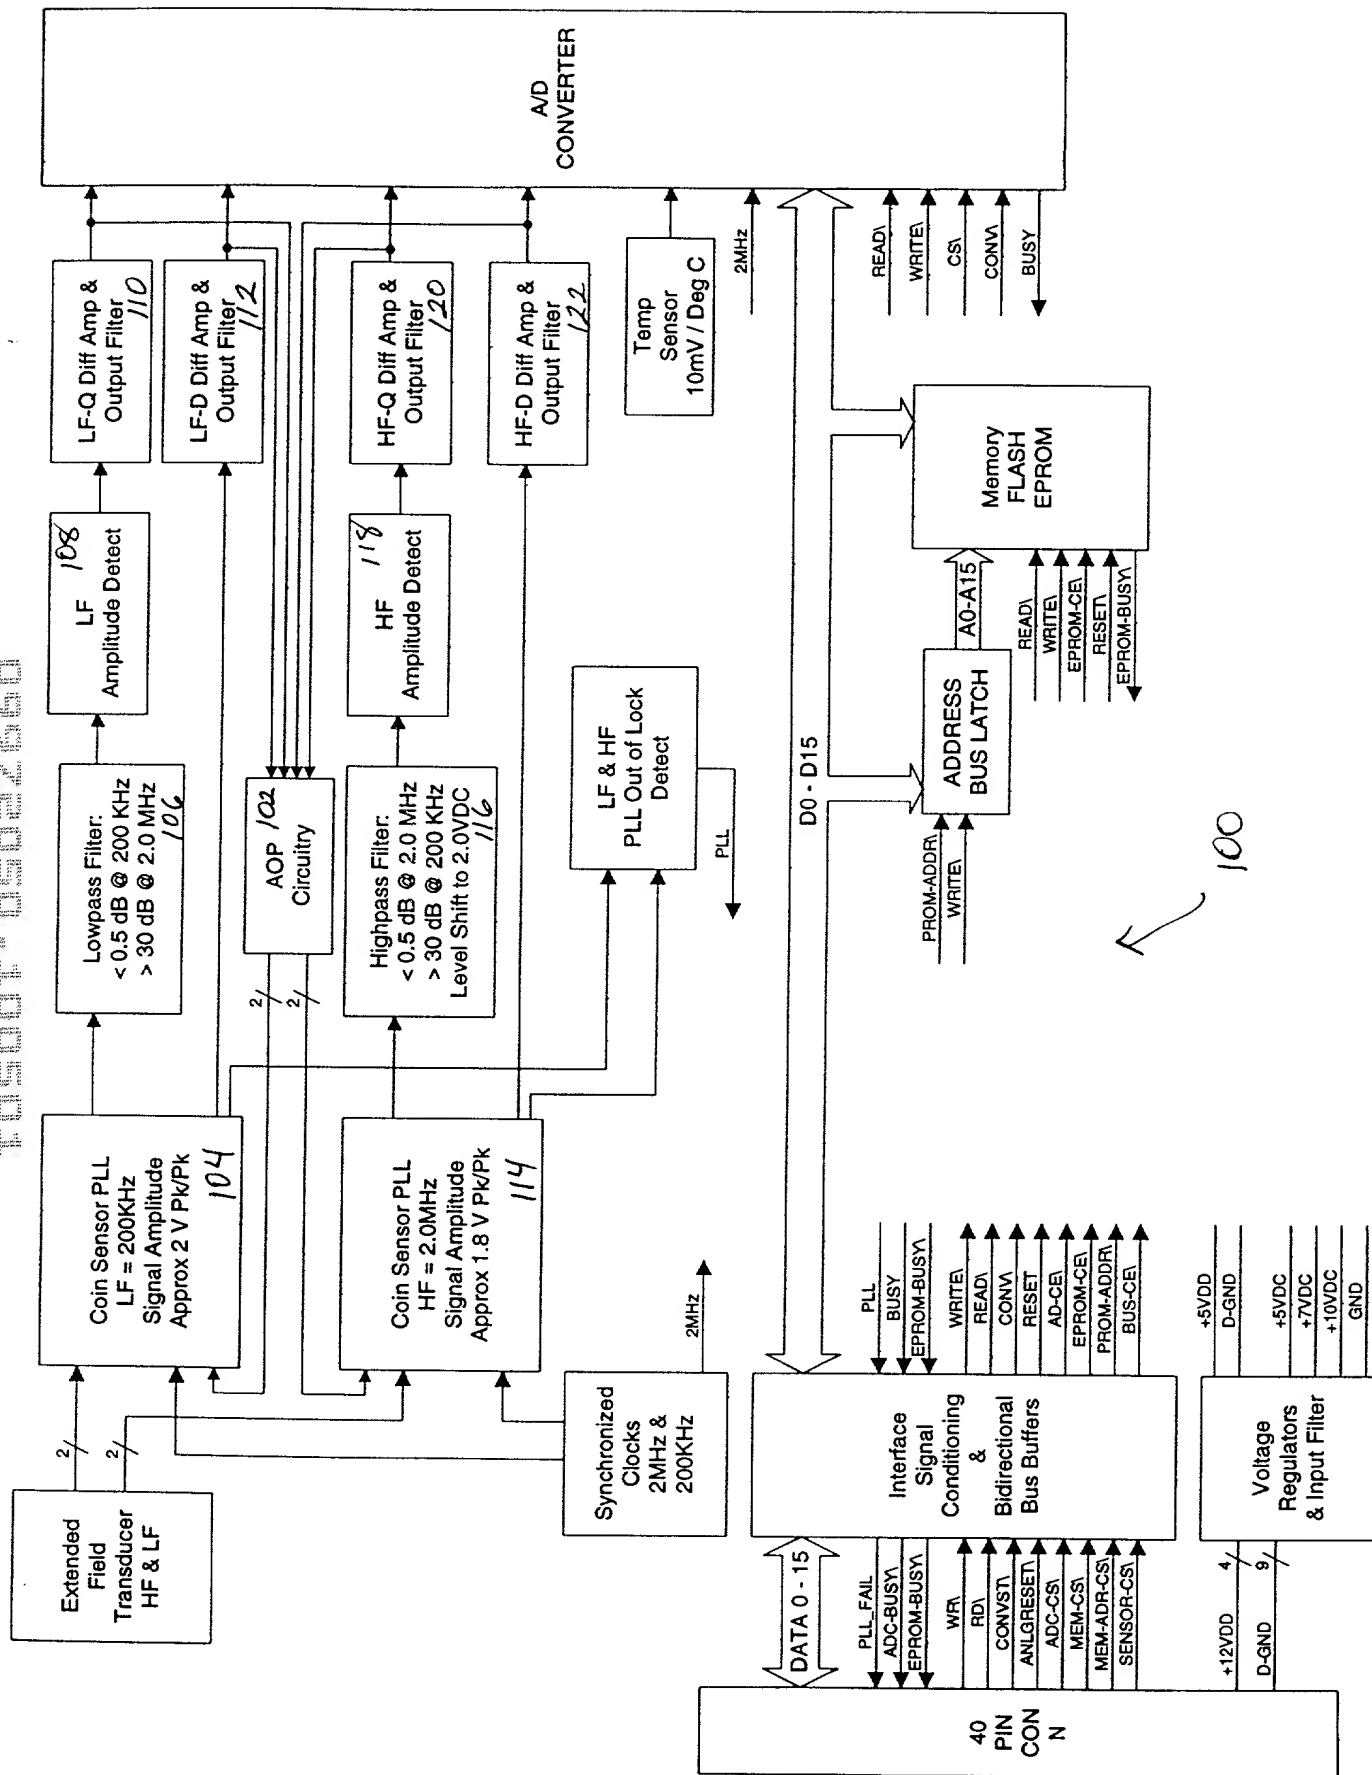 Extended
Field
Transducer
HF & LF
2
2
Coin Sensor PLL
LF = 200KHz
Signal Amplitude
Approx 2 V Pk/Pk
104
Lowpass Filter:
< 0.5 dB @ 200 KHz
> 30 dB @ 2.0 MHz
106
LF
Amplitude Detect
108
LF-Q Diff Amp &
Output Filter
110
LF-D Diff Amp &
Output Filter
112
A/D
CONVERTER
AOP
Circuitry
102
2
2
Coin Sensor PLL
HF = 2.0MHz
Signal Amplitude
Approx 1.8 V Pk/Pk
114
Highpass Filter:
< 0.5 dB @ 2.0 MHz
> 30 dB @ 200 KHz
Level Shift to 2.0VDC
116
HF
Amplitude Detect
118
HF-Q Diff Amp &
Output Filter
120
HF-D Diff Amp &
Output Filter
122
Synchronized
Clocks
2MHz &
200KHz
2MHz
LF & HF
PLL Out of Lock
Detect
PLL
Temp
Sensor
10mV / Deg C
2MHz
D0 - D15
READ\
WRITE\
CS\
CONV\
BUSY
40
PIN
CON
N
DATA 0 - 15
PLL_FAIL
ADC-BUSY\
EPROM-BUSY\
WR\
RD\
CONVST\
ANLGRESET\
ADC-CS\
MEM-CS\
MEM-ADR-CS\
SENSOR-CS\
Interface
Signal
Conditioning
&
Bidirectional
Bus Buffers
PLL
BUSY
EPROM-BUSY\
WRITE\
READ\
CONV\
RESET
AD-CE\
EPROM-CE\
PROM-ADDR\
BUS-CE\
PROM-ADDR\
WRITE\
ADDRESS
BUS LATCH
A0-A15
Memory
FLASH
EPROM
READ\
WRITE\
EPROM-CE\
RESET\
EPROM-BUSY\
+12VDD
4
D-GND
9
Voltage
Regulators
& Input Filter
+5VDD
D-GND
+5VDC
+7VDC
+10VDC
GND
100